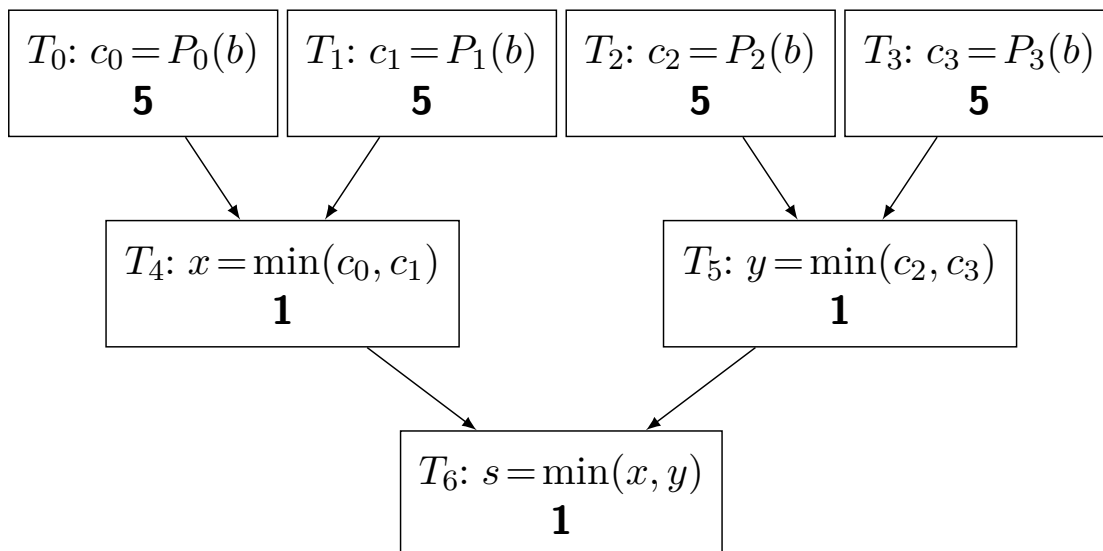 T₀: c₀ = P₀(b)
5
T₁: c₁ = P₁(b)
5
T₂: c₂ = P₂(b)
5
T₃: c₃ = P₃(b)
5
T₄: x = min(c₀, c₁)
1
T₅: y = min(c₂, c₃)
1
T₆: s = min(x, y)
1